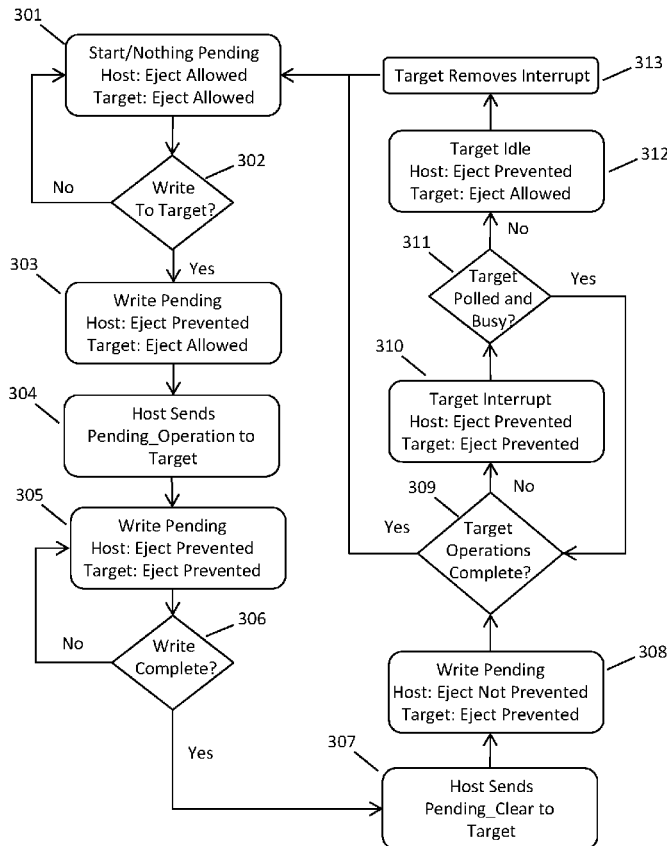 301
Start/Nothing Pending
Host: Eject Allowed
Target: Eject Allowed
302
Write
To Target?
No
Yes
303
Write Pending
Host: Eject Prevented
Target: Eject Allowed
304
Host Sends
Pending_Operation to
Target
305
Write Pending
Host: Eject Prevented
Target: Eject Prevented
306
Write
Complete?
No
Yes
307
Host Sends
Pending_Clear to
Target
308
Write Pending
Host: Eject Not Prevented
Target: Eject Prevented
309
Target
Operations
Complete?
Yes
No
310
Target Interrupt
Host: Eject Prevented
Target: Eject Prevented
311
Target
Polled and
Busy?
Yes
No
312
Target Idle
Host: Eject Prevented
Target: Eject Allowed
313
Target Removes Interrupt